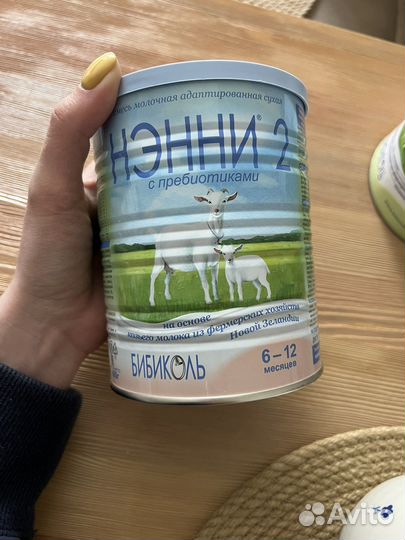 Смесь молочная адаптированная сухая
НЭННИ® 2
с пребиотиками
на основе
козьего молока из фермерских хозяйств
Новой Зеландии
6–12
месяцев
БИБИКОЛЬ
Avito